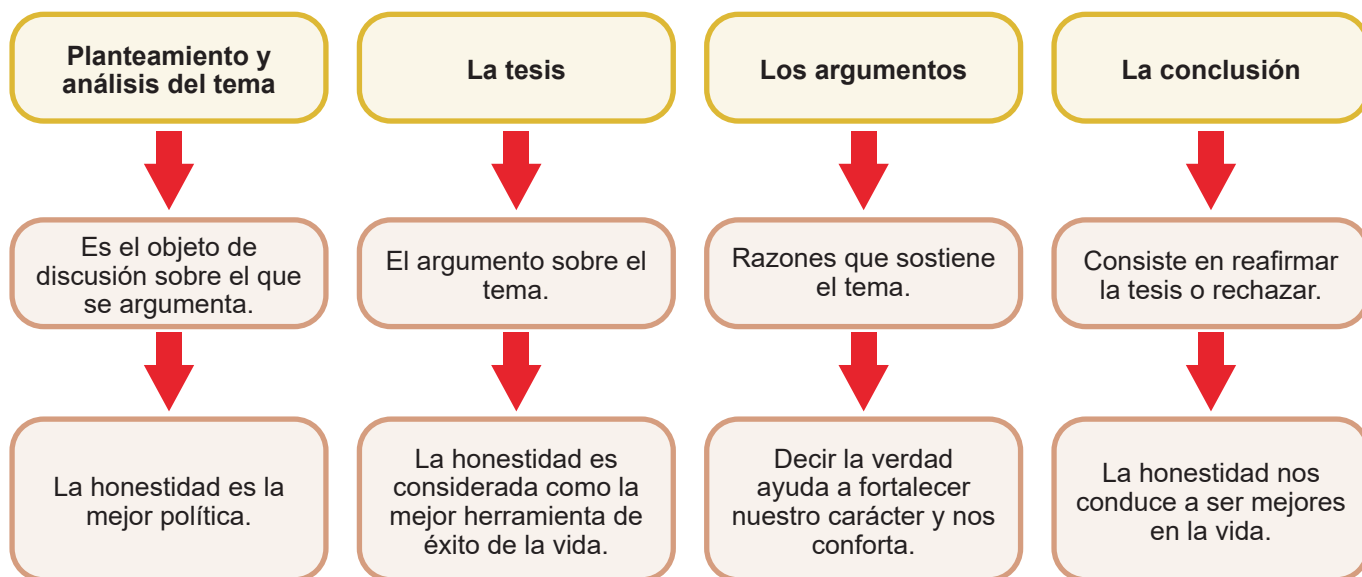 Planteamiento y
análisis del tema
La tesis
Los argumentos
La conclusión
Es el objeto de
discusión sobre el que
se argumenta.
El argumento sobre el
tema.
Razones que sostiene
el tema.
Consiste en reafirmar
la tesis o rechazar.
La honestidad es la
mejor política.
La honestidad es
considerada como la
mejor herramienta de
éxito de la vida.
Decir la verdad
ayuda a fortalecer
nuestro carácter y nos
conforta.
La honestidad nos
conduce a ser mejores
en la vida.